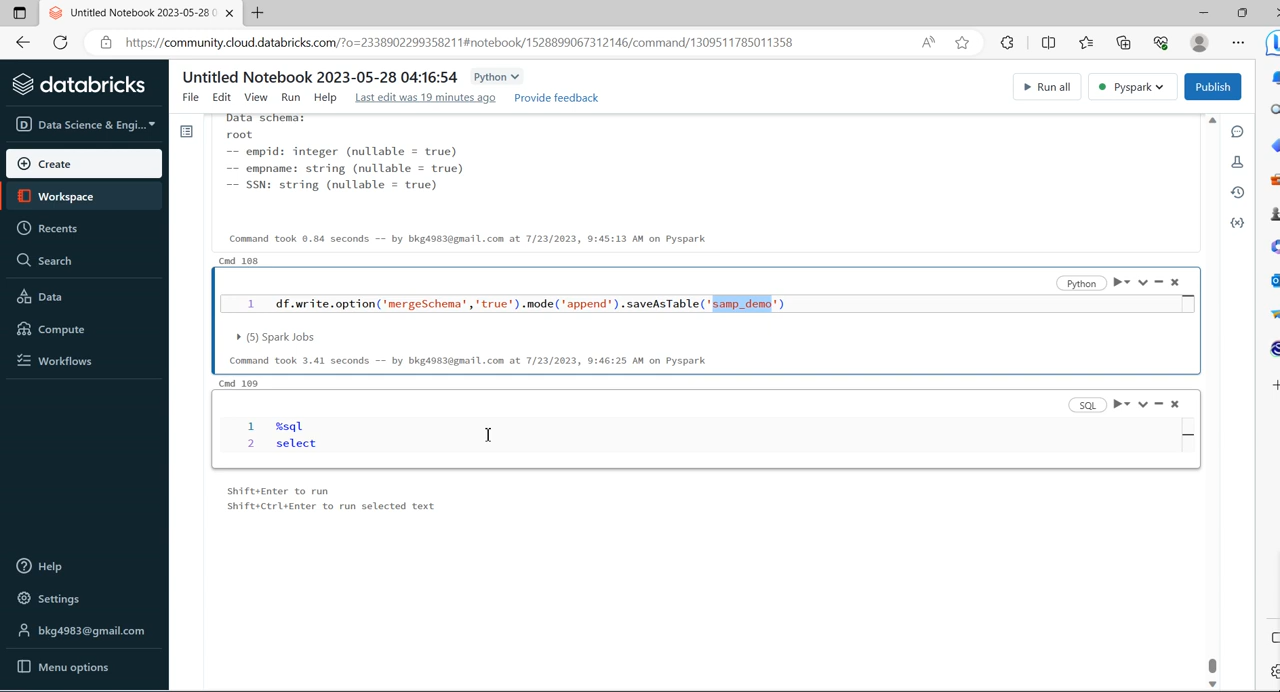 Untitled Notebook 2023-05-28 0
https://community.cloud.databricks.com/?o=2338902299358211#notebook/1528899067312146/command/1309511785011358
databricks
Untitled Notebook 2023-05-28 04:16:54 Python
File Edit View Run Help Last edit was 19 minutes ago Provide feedback
Run all
Pyspark
Publish
D Data Science & Engi...
Create
Workspace
Recents
Search
Data
Compute
Workflows
Help
Settings
bkg4983@gmail.com
Menu options
Data schema:
root
-- empid: integer (nullable = true)
-- empname: string (nullable = true)
-- SSN: string (nullable = true)
Command took 0.84 seconds -- by bkg4983@gmail.com at 7/23/2023, 9:45:13 AM on Pyspark
Cmd 108
Python
1 df.write.option('mergeSchema','true').mode('append').saveAsTable('samp_demo')
(5) Spark Jobs
Command took 3.41 seconds -- by bkg4983@gmail.com at 7/23/2023, 9:46:25 AM on Pyspark
Cmd 109
SQL
1 %sql
2 select
Shift+Enter to run
Shift+Ctrl+Enter to run selected text